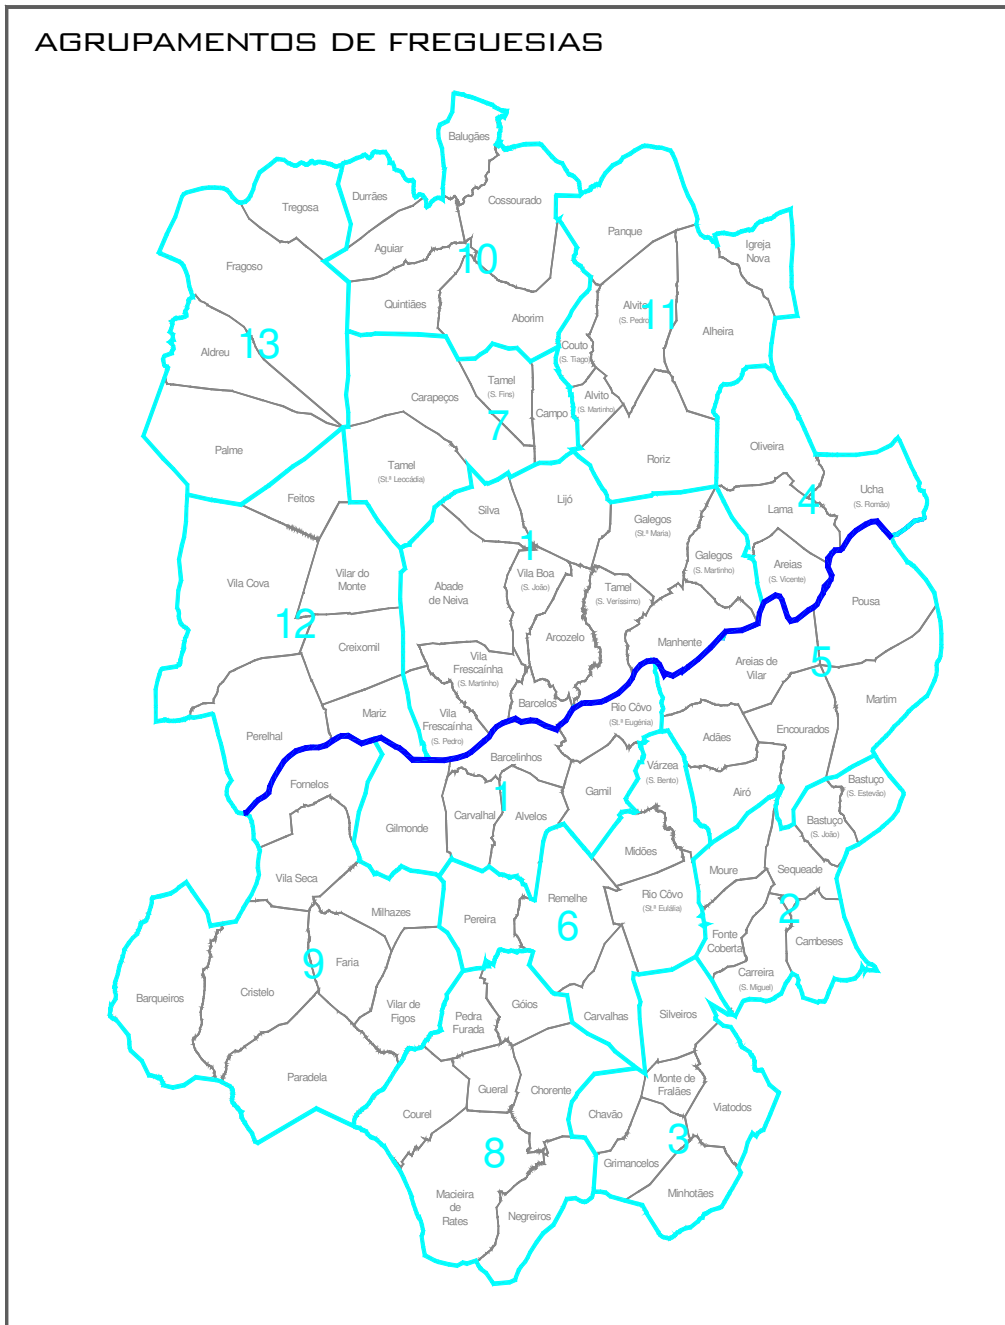 AGRUPAMENTOS DE FREGUESIAS
Balugães
Durrães
Cossourado
Tregosa
Panque
Igreja
Nova
Aguiar
10
Fragoso
Quintiães
Aborim
Alvito
(S. Pedro)
11
Alheira
13
Aldreu
Couto
(S. Tiago)
Tamel
(S. Fins)
Carapeços
Campo
Alvito
(S. Martinho)
7
Palme
Oliveira
Roriz
Tamel
(St.ª Leocádia)
Feitos
Lijó
Silva
Ucha
(S. Romão)
4
Lama
Galegos
(St.ª Maria)
1
Galegos
(S. Martinho)
Areias
(S. Vicente)
Vila Cova
Vilar do
Monte
Abade
de Neiva
Vila Boa
(S. João)
Tamel
(S. Veríssimo)
Pousa
12
Arcozelo
Manhente
Creixomil
Vila
Frescaínha
(S. Martinho)
Areias de
Vilar
5
Martim
Barcelos
Rio Côvo
(St.ª Eugénia)
Mariz
Vila
Frescaínha
(S. Pedro)
Perelhal
Adães
Encourados
Barcelinhos
Várzea
(S. Bento)
Fornelos
Bastuço
(S. Estevão)
Gamil
Airó
1
Carvalhal
Alvelos
Gilmonde
Bastuço
(S. João)
Midões
Vila Seca
Moure
Sequeade
Remelhe
Rio Côvo
(St.ª Eulália)
Milhazes
Pereira
6
2
Fonte
Coberta
Cambeses
Faria
9
Carreira
(S. Miguel)
Barqueiros
Cristelo
Vilar de
Figos
Góios
Pedra
Furada
Carvalhas
Silveiros
Paradela
Gueral
Chorente
Monte de
Fralães
Courel
Chavão
Viatodos
3
8
Grimancelos
Minhotães
Macieira
de
Rates
Negreiros